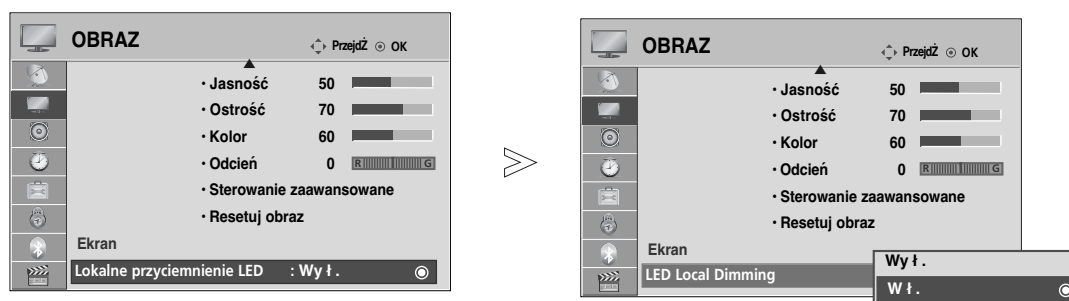 OBRAZ
PrzejdŹ OK
• Jasność 50
• Ostrość 70
• Kolor 60
• Odcień 0 R G
• Sterowanie zaawansowane
• Resetuj obraz
Ekran
Lokalne przyciemnienie LED : Wy ł .
OBRAZ
PrzejdŹ OK
• Jasność 50
• Ostrość 70
• Kolor 60
• Odcień 0 R G
• Sterowanie zaawansowane
• Resetuj obraz
Ekran
LED Local Dimming
Wy ł .
W ł .